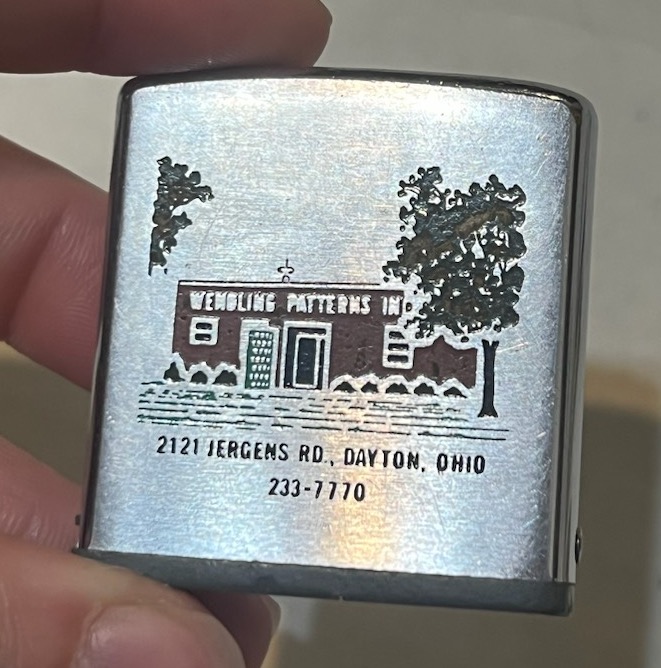 WENDLING PATTERNS INC
2121 JERGENS RD., DAYTON, OHIO
233-7770